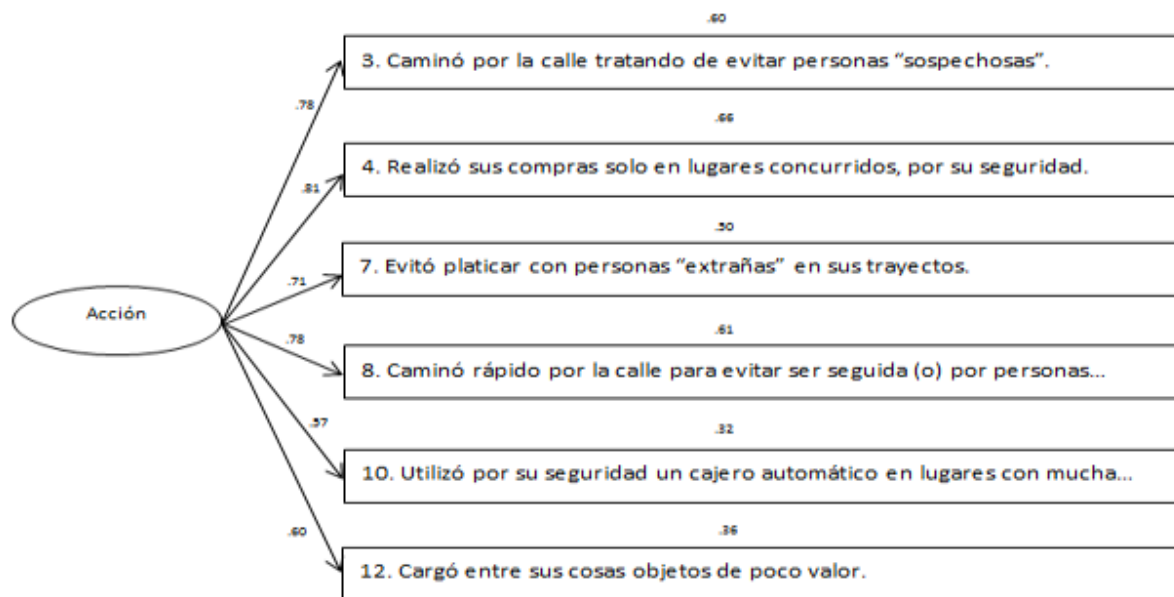 .60
3. Caminó por la calle tratando de evitar personas “sospechosas”.
.78
.66
4. Realizó sus compras solo en lugares concurridos, por su seguridad.
.81
.50
7. Evitó platicar con personas “extrañas” en sus trayectos.
.71
Acción
.61
8. Caminó rápido por la calle para evitar ser seguida (o) por personas...
.78
.57
.32
10. Utilizó por su seguridad un cajero automático en lugares con mucha...
.60
.36
12. Cargó entre sus cosas objetos de poco valor.